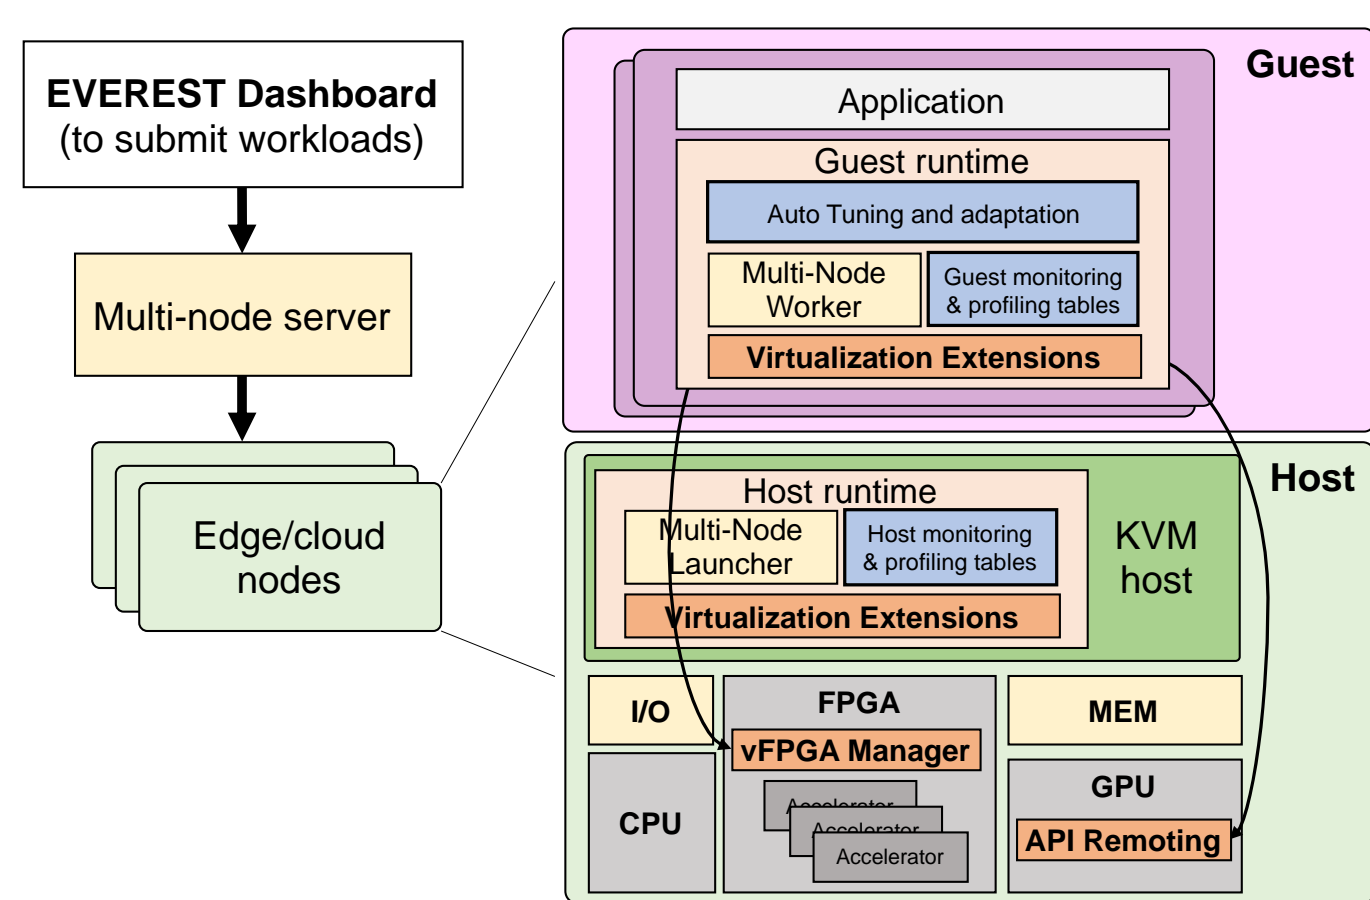 EVEREST Dashboard
(to submit workloads)
Multi-node server
Edge/cloud
nodes
Guest
Application
Guest runtime
Auto Tuning and adaptation
Multi-Node
Worker
Guest monitoring
& profiling tables
Virtualization Extensions
Host
Host runtime
Multi-Node
Launcher
Host monitoring
& profiling tables
Virtualization Extensions
KVM
host
I/O
CPU
FPGA
vFPGA Manager
Accelerator
Accelerator
Accelerator
MEM
GPU
API Remoting